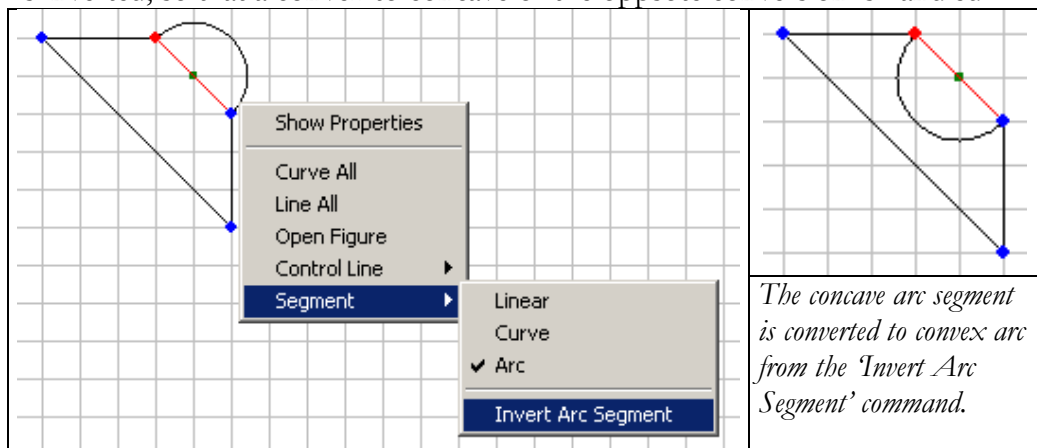 Show Properties
Curve All
Line All
Open Figure
Control Line
Segment
Linear
Curve
Arc
Invert Arc Segment
The concave arc segment
is converted to convex arc
from the ‘Invert Arc
Segment’ command.